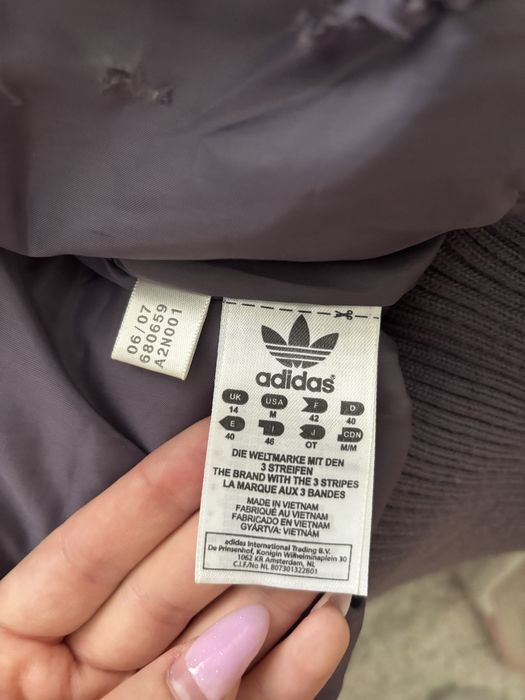 06/07
680659
A2N001
adidas
UK USA F D
14 M 42 40
E I J CDN
40 46 OT M/M
DIE WELTMARKE MIT DEN
3 STREIFEN
THE BRAND WITH THE 3 STRIPES
LA MARQUE AUX 3 BANDES
MADE IN VIETNAM
FABRIQUÉ AU VIETNAM
FABRICADO EN VIETNAM
GYÁRTVA: VIETNÁM
adidas International Trading B.V.
De Prinsenhof, Konigin Wilhelminaplein 30
1062 KR Amsterdam, NL
C.I.F./No NL 807301322B01